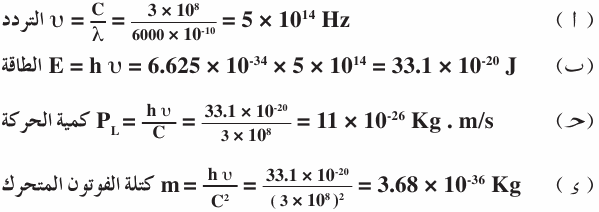 ( ا ) التردد υ = C/λ = 3 × 10⁸ / 6000 × 10⁻¹⁰ = 5 × 10¹⁴ Hz
(ب) الطاقة E = h υ = 6.625 × 10⁻³⁴ × 5 × 10¹⁴ = 33.1 × 10⁻²⁰ J
(حـ) كمية الحركة P_L = h υ / C = 33.1 × 10⁻²⁰ / 3 × 10⁸ = 11 × 10⁻²⁶ Kg . m/s
(ء) كتلة الفوتون المتحرك m = h υ / C² = 33.1 × 10⁻²⁰ / ( 3 × 10⁸ )² = 3.68 × 10⁻³⁶ Kg